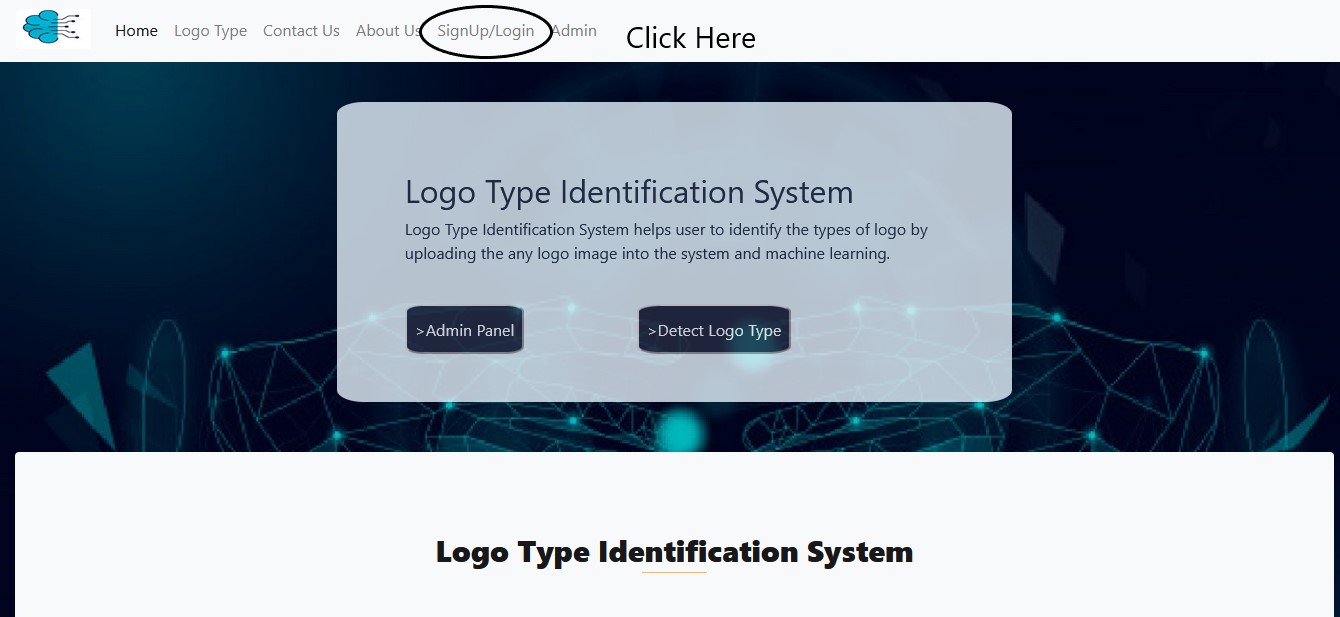 Home Logo Type Contact Us About Us SignUp/Login Admin Click Here
Logo Type Identification System
Logo Type Identification System helps user to identify the types of logo by
uploading the any logo image into the system and machine learning.
>Admin Panel >Detect Logo Type
Logo Type Identification System